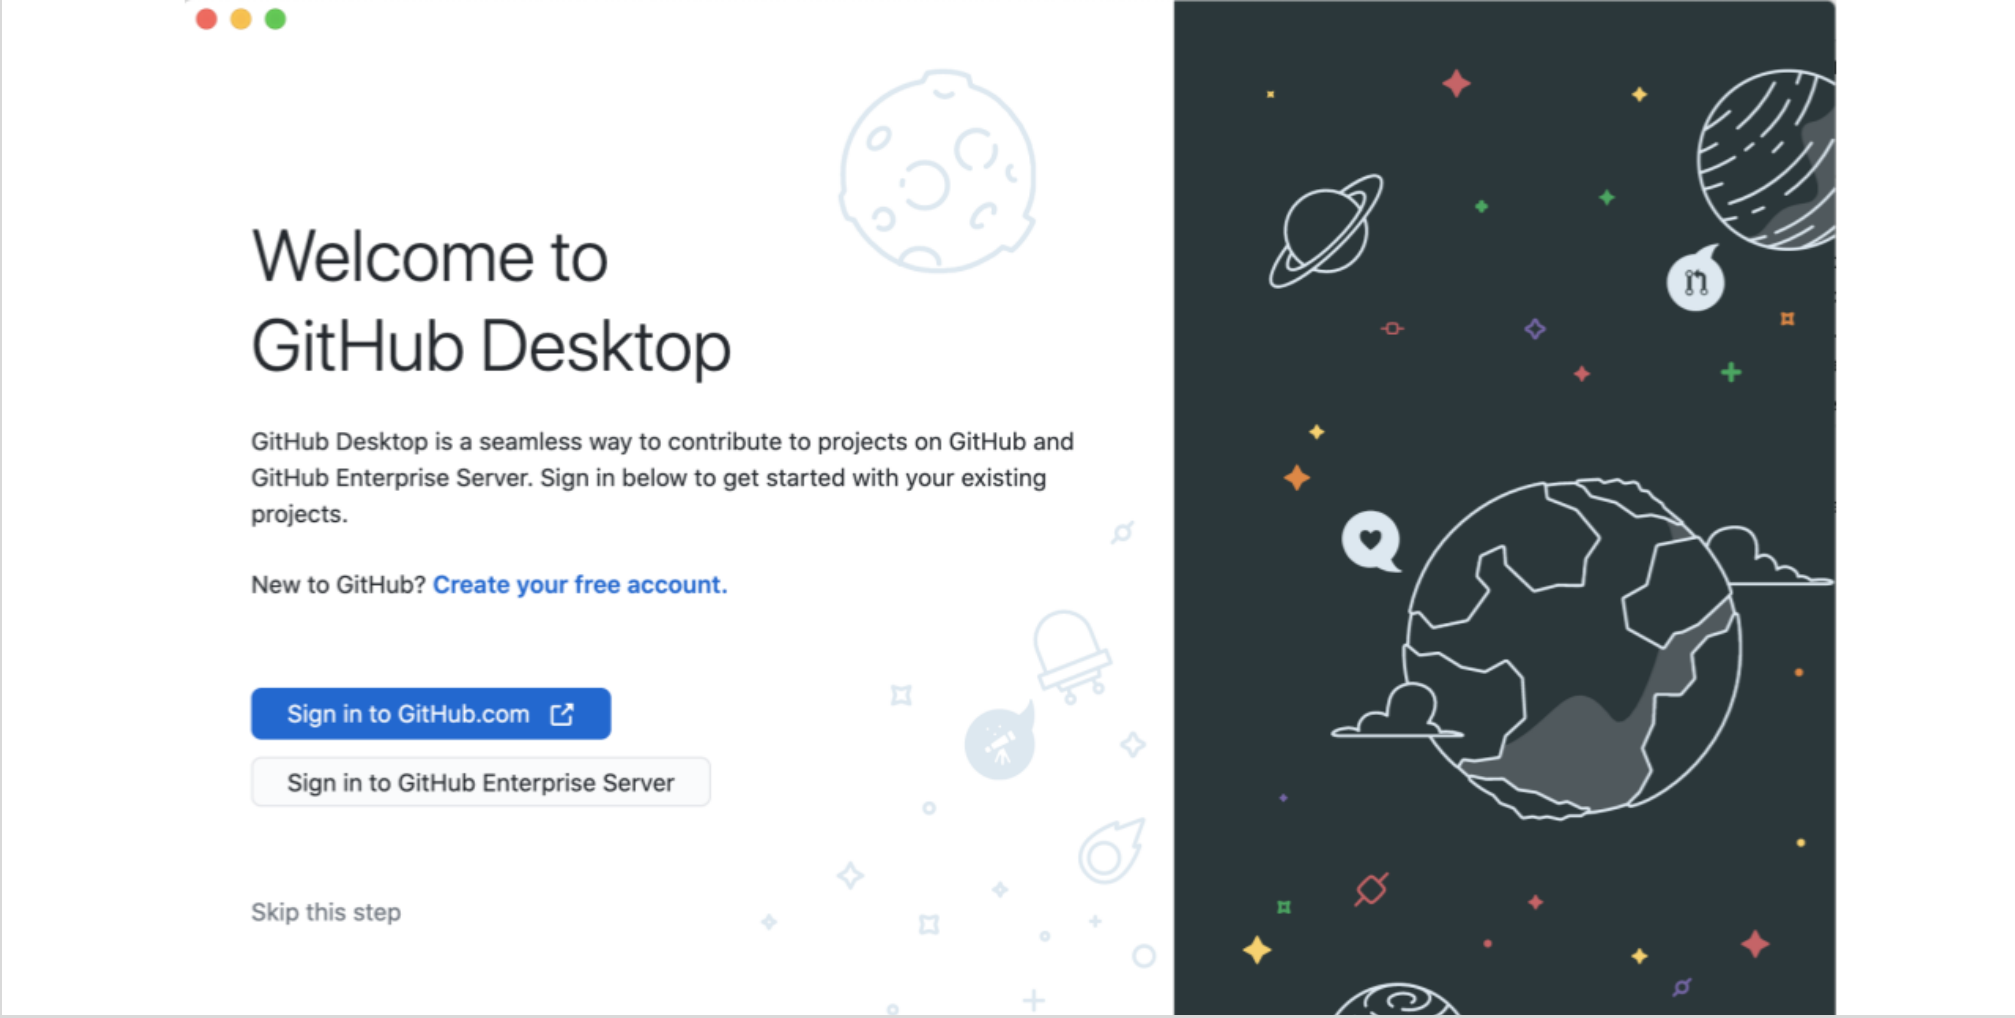 Welcome to
GitHub Desktop
GitHub Desktop is a seamless way to contribute to projects on GitHub and
GitHub Enterprise Server. Sign in below to get started with your existing
projects.
New to GitHub? Create your free account.
Sign in to GitHub.com
Sign in to GitHub Enterprise Server
Skip this step